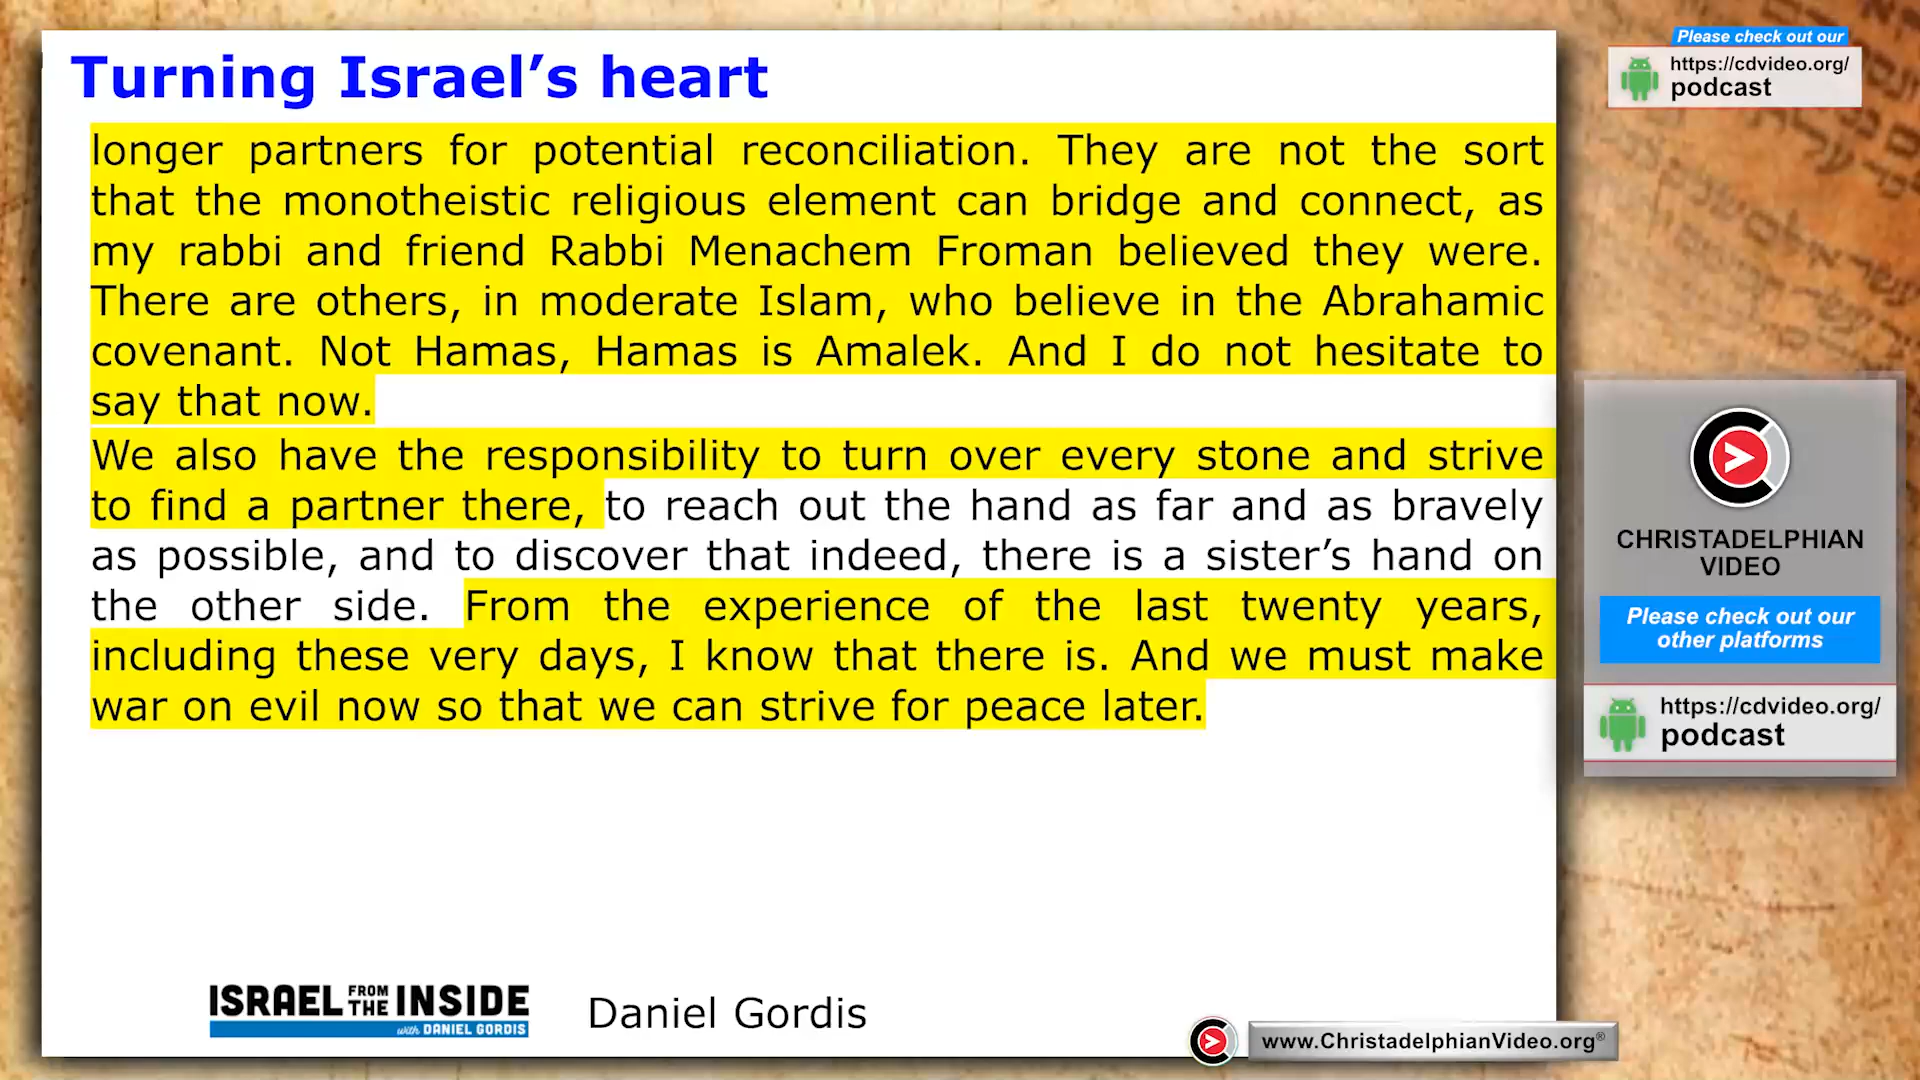 Turning Israel’s heart
longer partners for potential reconciliation. They are not the sort
that the monotheistic religious element can bridge and connect, as
my rabbi and friend Rabbi Menachem Froman believed they were.
There are others, in moderate Islam, who believe in the Abrahamic
covenant. Not Hamas, Hamas is Amalek. And I do not hesitate to
say that now.
We also have the responsibility to turn over every stone and strive
to find a partner there, to reach out the hand as far and as bravely
as possible, and to discover that indeed, there is a sister’s hand on
the other side. From the experience of the last twenty years,
including these very days, I know that there is. And we must make
war on evil now so that we can strive for peace later.
ISRAEL FROM THE INSIDE
with DANIEL GORDIS
Daniel Gordis
www.ChristadelphianVideo.org®
Please check out our
https://cdvideo.org/
podcast
CHRISTADELPHIAN
VIDEO
Please check out our
other platforms
https://cdvideo.org/
podcast